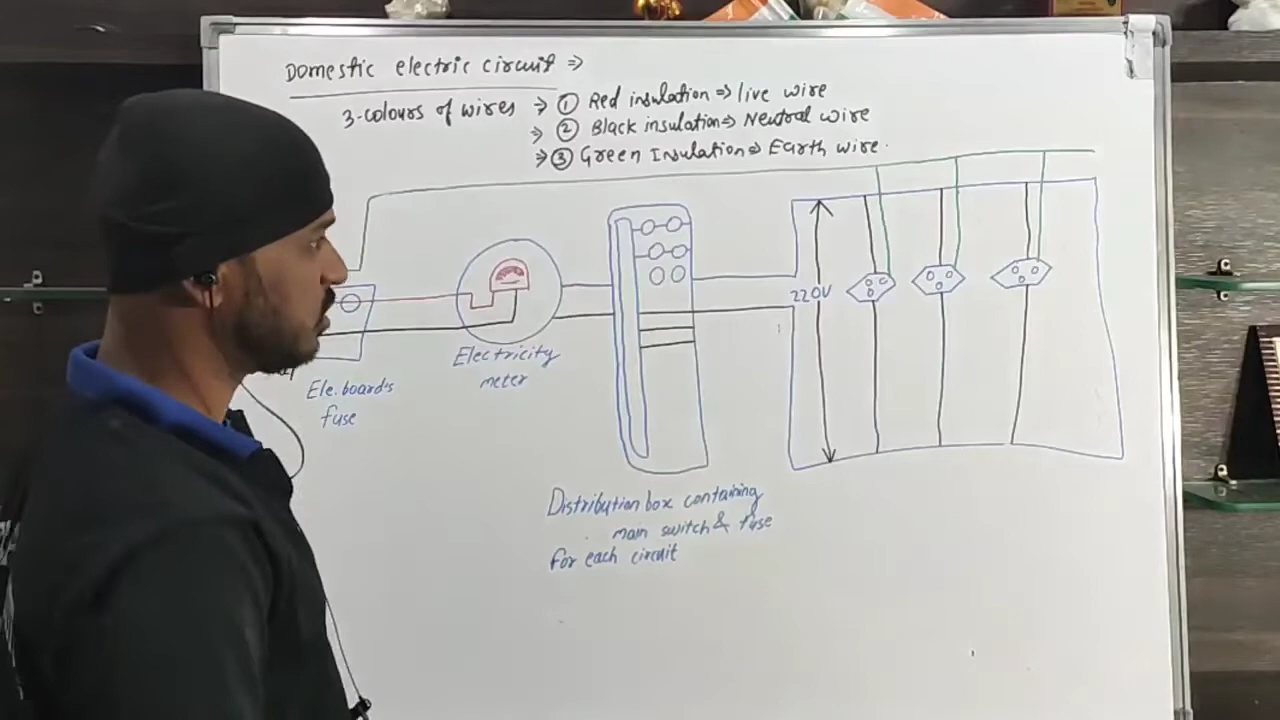 Domestic electric circuit ⇒
3-colours of wires ⇒ ① Red insulation ⇒ live wire
⇒ ② Black insulation ⇒ Neutral wire
⇒ ③ Green Insulation ⇒ Earth wire.
220V
Electricity
meter
Ele. board's
fuse
Distribution box containing
main switch & fuse
for each circuit